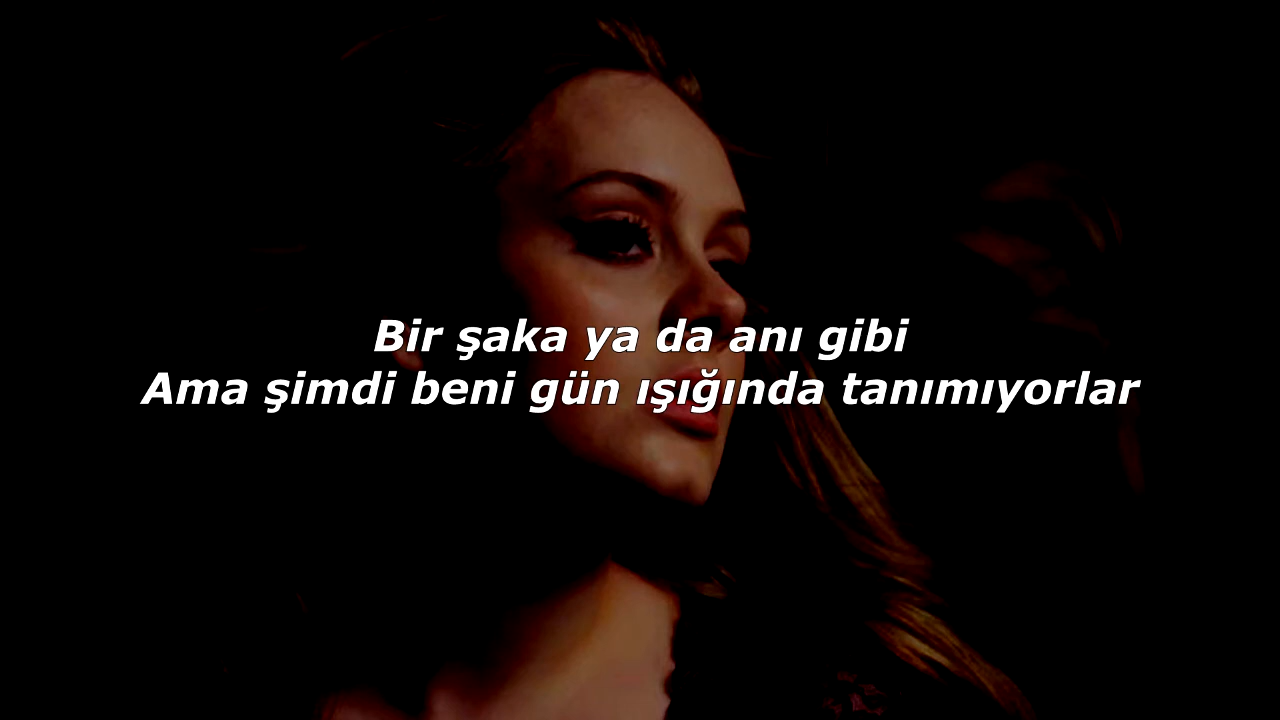 Bir şaka ya da anı gibi
Ama şimdi beni gün ışığında tanımıyorlar